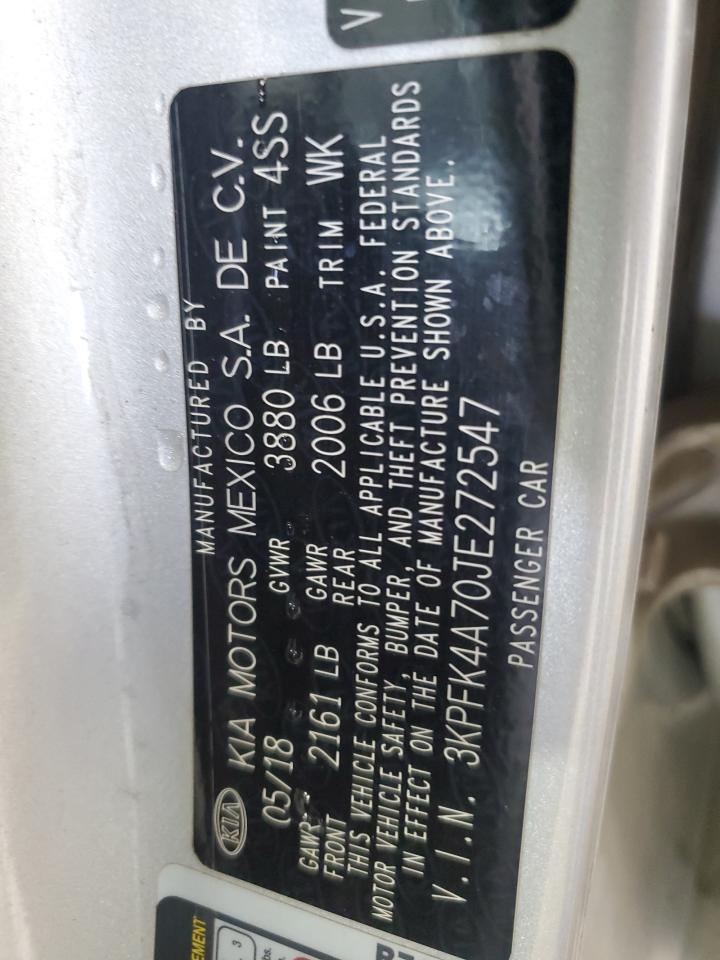 MANUFACTURED BY
KIA KIA MOTORS MEXICO S.A. DE C.V.
05/18 GVWR 3880 LB PAINT 4SS
GAWR FRONT 2161 LB GAWR REAR 2006 LB TRIM WK
THIS VEHICLE CONFORMS TO ALL APPLICABLE U.S.A. FEDERAL
MOTOR VEHICLE SAFETY, BUMPER, AND THEFT PREVENTION STANDARDS
IN EFFECT ON THE DATE OF MANUFACTURE SHOWN ABOVE.
V.I.N. 3KPFK4A70JE272547
PASSENGER CAR
V
3